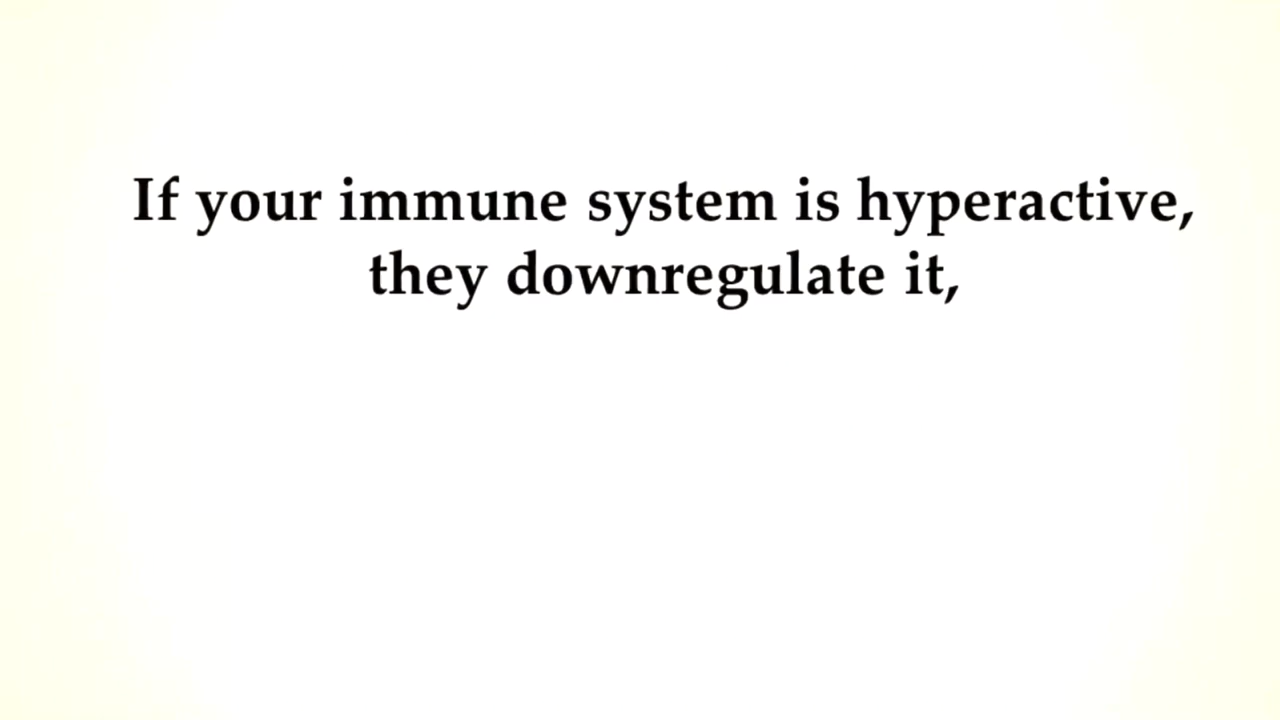 If your immune system is hyperactive,
they downregulate it,